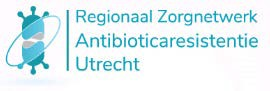 Regionaal Zorgnetwerk
Antibioticaresistentie
Utrecht